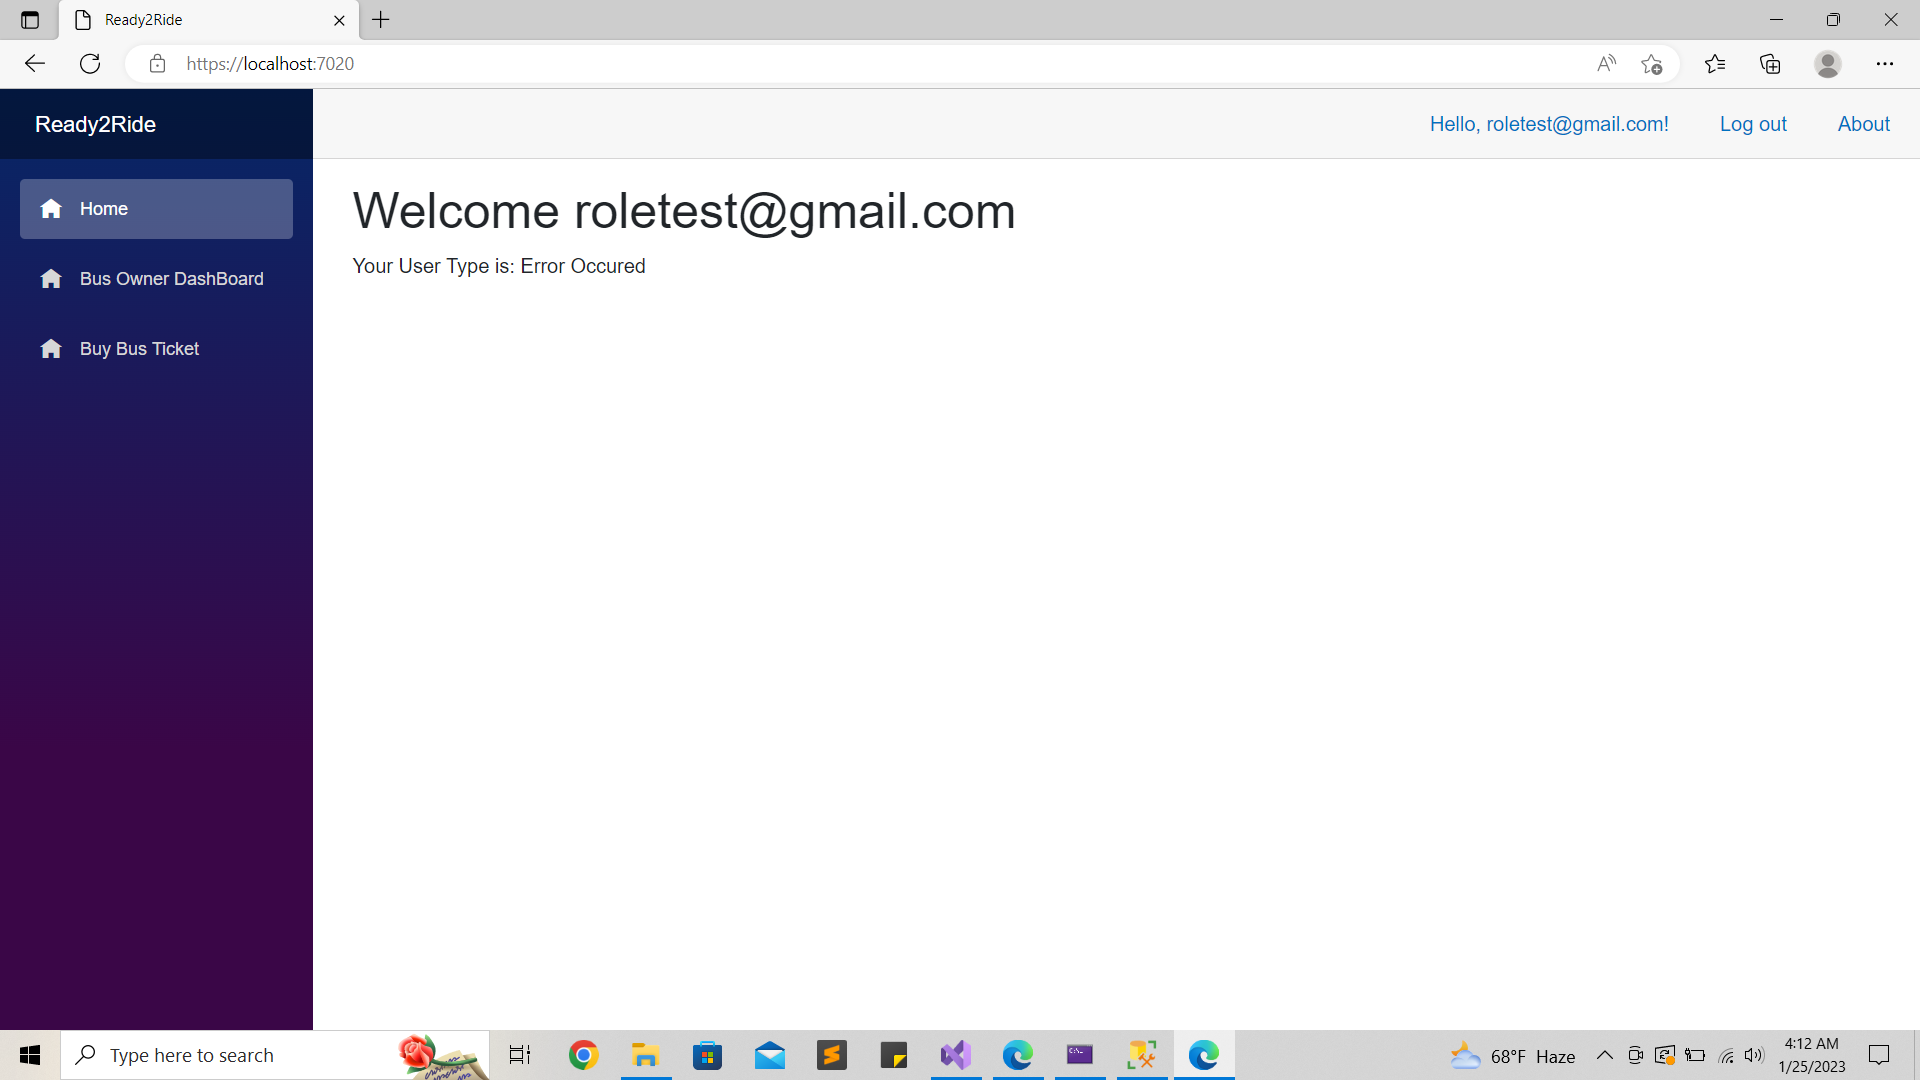 Ready2Ride
https://localhost:7020
Ready2Ride
Hello, roletest@gmail.com!
Log out
About
Home
Bus Owner DashBoard
Buy Bus Ticket
Welcome roletest@gmail.com
Your User Type is: Error Occured
Type here to search
68°F Haze
4:12 AM
1/25/2023